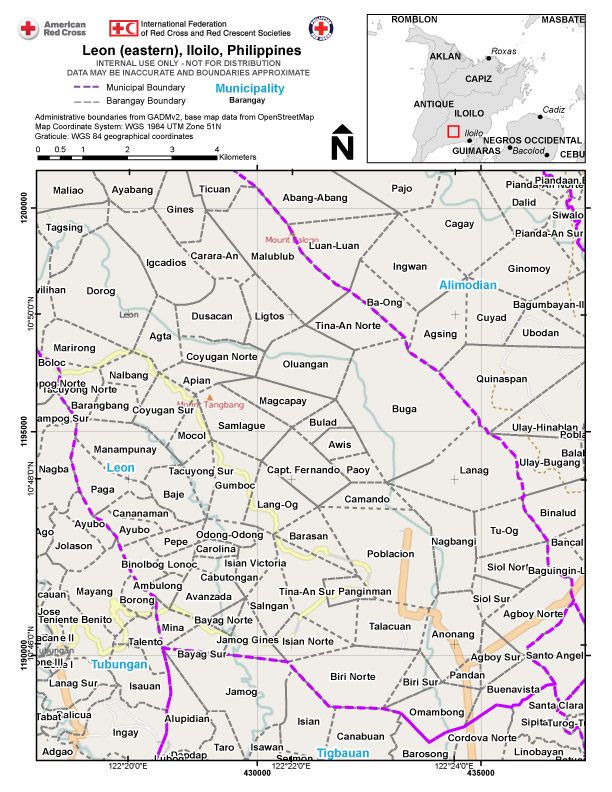 American Red Cross
International Federation of Red Cross and Red Crescent Societies
Leon (eastern), Iloilo, Philippines
INTERNAL USE ONLY - NOT FOR DISTRIBUTION
DATA MAY BE INACCURATE AND BOUNDARIES APPROXIMATE
Municipal Boundary
Municipality
Barangay Boundary
Barangay
Administrative boundaries from GADMv2, base map data from OpenStreetMap
Map Coordinate System: WGS 1984 UTM Zone 51N
Graticule: WGS 84 geographical coordinates
0 0.5 1 2 3 4
Kilometers
N
ROMBLON
MASBATE
Roxas
AKLAN
CAPIZ
ANTIQUE
ILOILO
Cadiz
Iloilo
NEGROS OCCIDENTAL
GUIMARAS
Bacolod
CEBU
Maliao
Ayabang
Ticuan
Abang-Abang
Pajo
Pianda-An Norte
Dalid
Gines
Siwalo
Tagsing
Cagay
Pianda-An Sur
Mount Malono
Luan-Luan
Carara-An
Malublub
Igcadios
Ingwan
Ginomoy
vilihan
Dorog
Alimodian
Ba-Ong
Bagumbayan-Il
Leon
Dusacan
Ligtos
Cuyad
Tina-An Norte
Agsing
Ubodan
Agta
Marirong
Coyugan Norte
Boloc
Oluangan
Nalbang
Apian
Quinaspan
Tacuyong Norte
Barangbang
Coyugan Sur
Mount Tangbang
Magcapay
Buga
ampog Sur
Samlague
Bulad
Ulay-Hinablan
Mocol
Pobla
Manampunay
Awis
Balab
Leon
Nagba
Tacuyong Sur
Capt. Fernando
Paoy
Lanag
Ulay-Bugang
Gumboc
Paga
Baje
Camando
Lang-Og
Cananaman
Binalud
Ayubo
Ayubo
Ago
Odong-Odong
Barasan
Tu-Og
Pepe
Nagbangi
Bancal
Jolason
Carolina
Poblacion
Binolbog
Lonoc
Isian Victoria
Siol Norte
Baguingin-L
Cabutongan
cauan
Mayang
Ambulong
Tina-An Sur
Panginman
Borong
Avanzada
Siol Sur
Jose
Salngan
Agboy Norte
Teniente Benito
Mina
Bayag Norte
Talacuan
Anonang
acane II
Talento
Jamog Gines
Isian Norte
Tubungan
Bayag Sur
Agboy Sur
Santo Angel
Tubungan
Pandan
Lanag Sur
Isauan
Jamog
Biri Norte
Biri Sur
Buenavista
Santa Clara
Taba
Talicua
Alupidian
Isian
Omambong
Sipit
Turog-T
Ingay
Canabuan
Cordova Norte
Adgao
Taro
Isawan
Tigbauan
Barosong
Linobayan
1200000
1195000
1190000
10°50'0"N
10°48'0"N
10°46'0"N
122°20'0"E
122°22'0"E
122°24'0"E
430000
435000